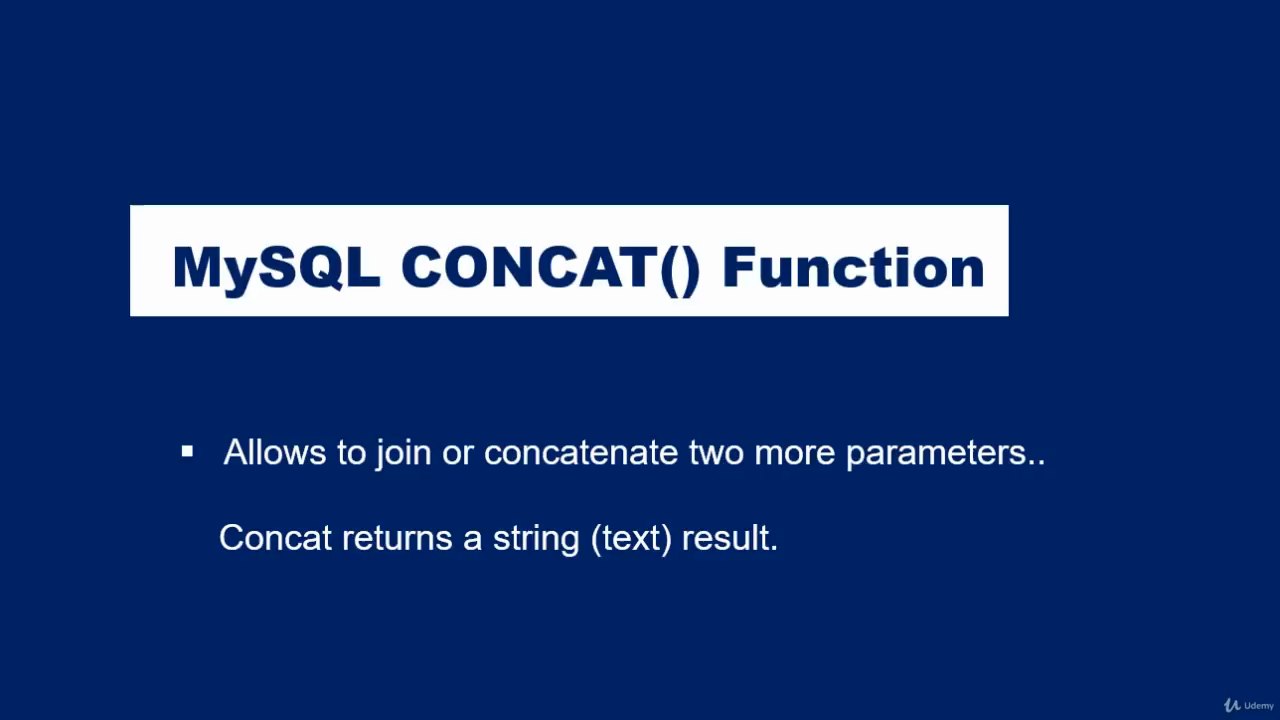 MySQL CONCAT() Function
▪ Allows to join or concatenate two more parameters..
Concat returns a string (text) result.
Udemy